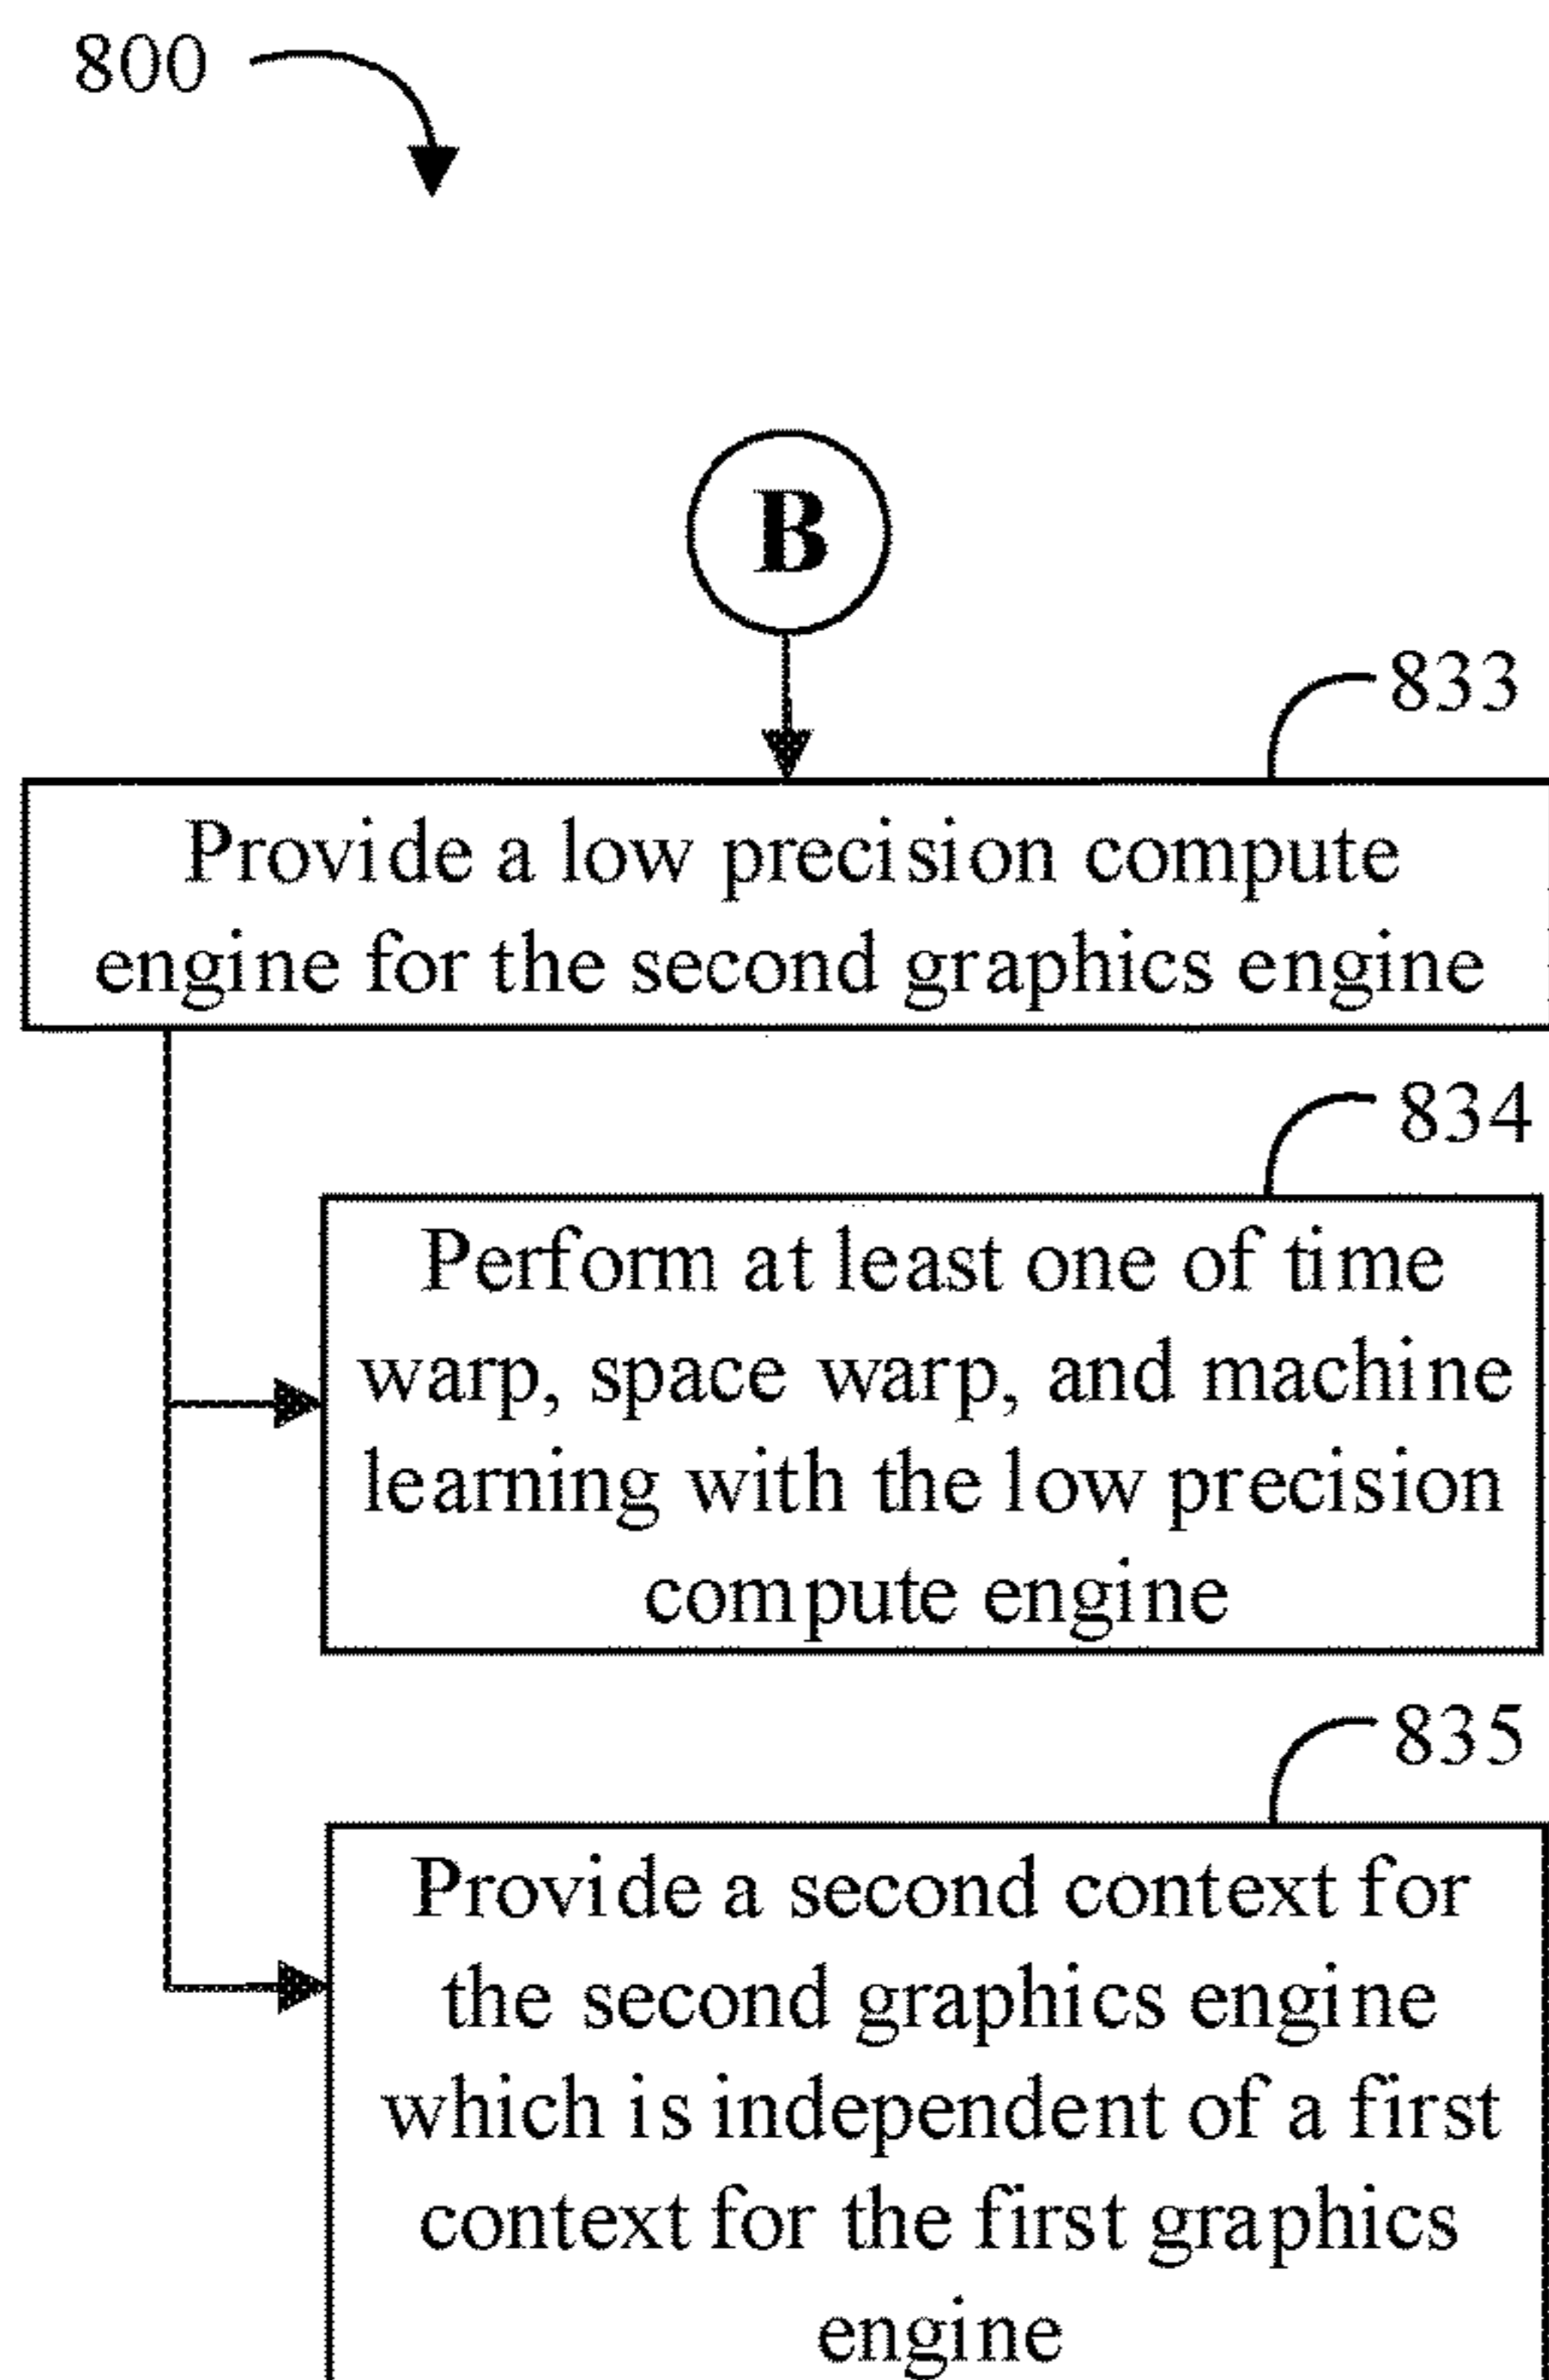 800
B
833
Provide a low precision compute
engine for the second graphics engine
834
Perform at least one of time
warp, space warp, and machine
learning with the low precision
compute engine
835
Provide a second context for
the second graphics engine
which is independent of a first
context for the first graphics
engine